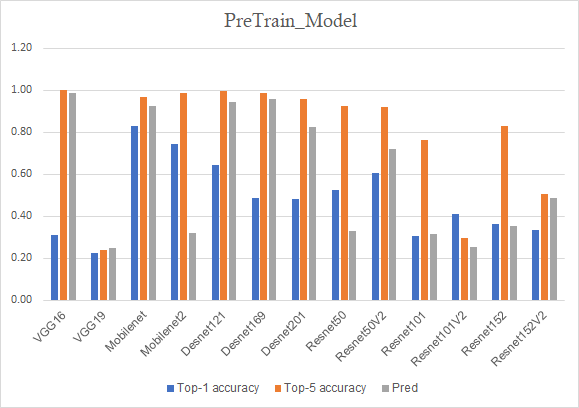 PreTrain_Model
1.20
1.00
0.80
0.60
0.40
0.20
0.00
VGG16
VGG19
Mobilenet
Mobilenet2
Desnet121
Desnet169
Desnet201
Resnet50
Resnet50V2
Resnet101
Resnet101V2
Resnet152
Resnet152V2
Top-1 accuracy Top-5 accuracy Pred